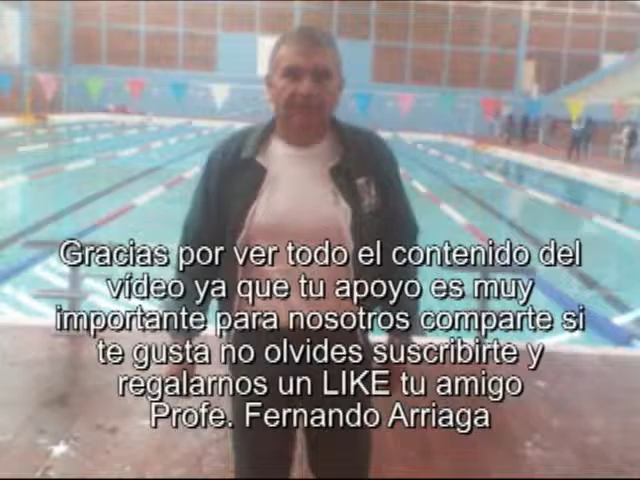 Gracias por ver todo el contenido del
vídeo ya que tu apoyo es muy
importante para nosotros comparte si
te gusta no olvides suscribirte y
regalarnos un LIKE tu amigo
Profe. Fernando Arriaga